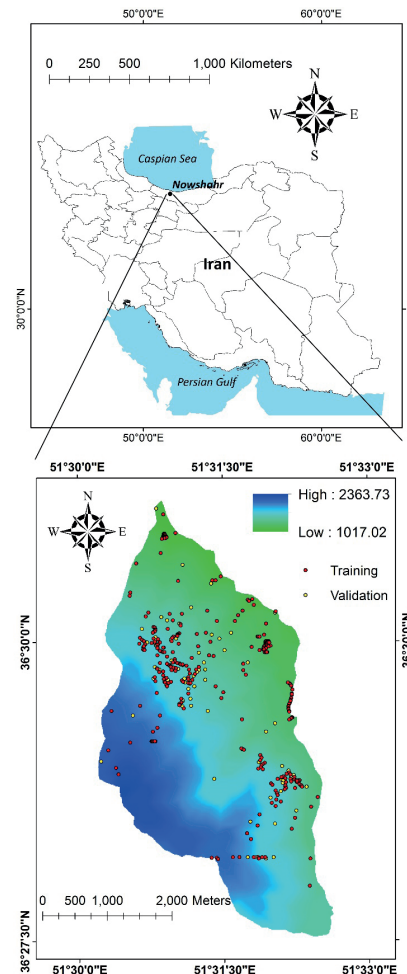 50°0'0"E 60°0'0"E
0 250 500 1,000 Kilometers
N
W E
S
Caspian Sea
Nowshahr
Iran
30°0'0"N
Persian Gulf
50°0'0"E 60°0'0"E
51°3'0"E 51°31'30"E 51°33'0"E
N
W E
S
High : 2363.73
Low : 1017.02
Training
Validation
36°30'0"N
0 500 1,000 2,000 Meters
36°27'30"N
51°30'0"E 51°31'30"E 51°33'0"E